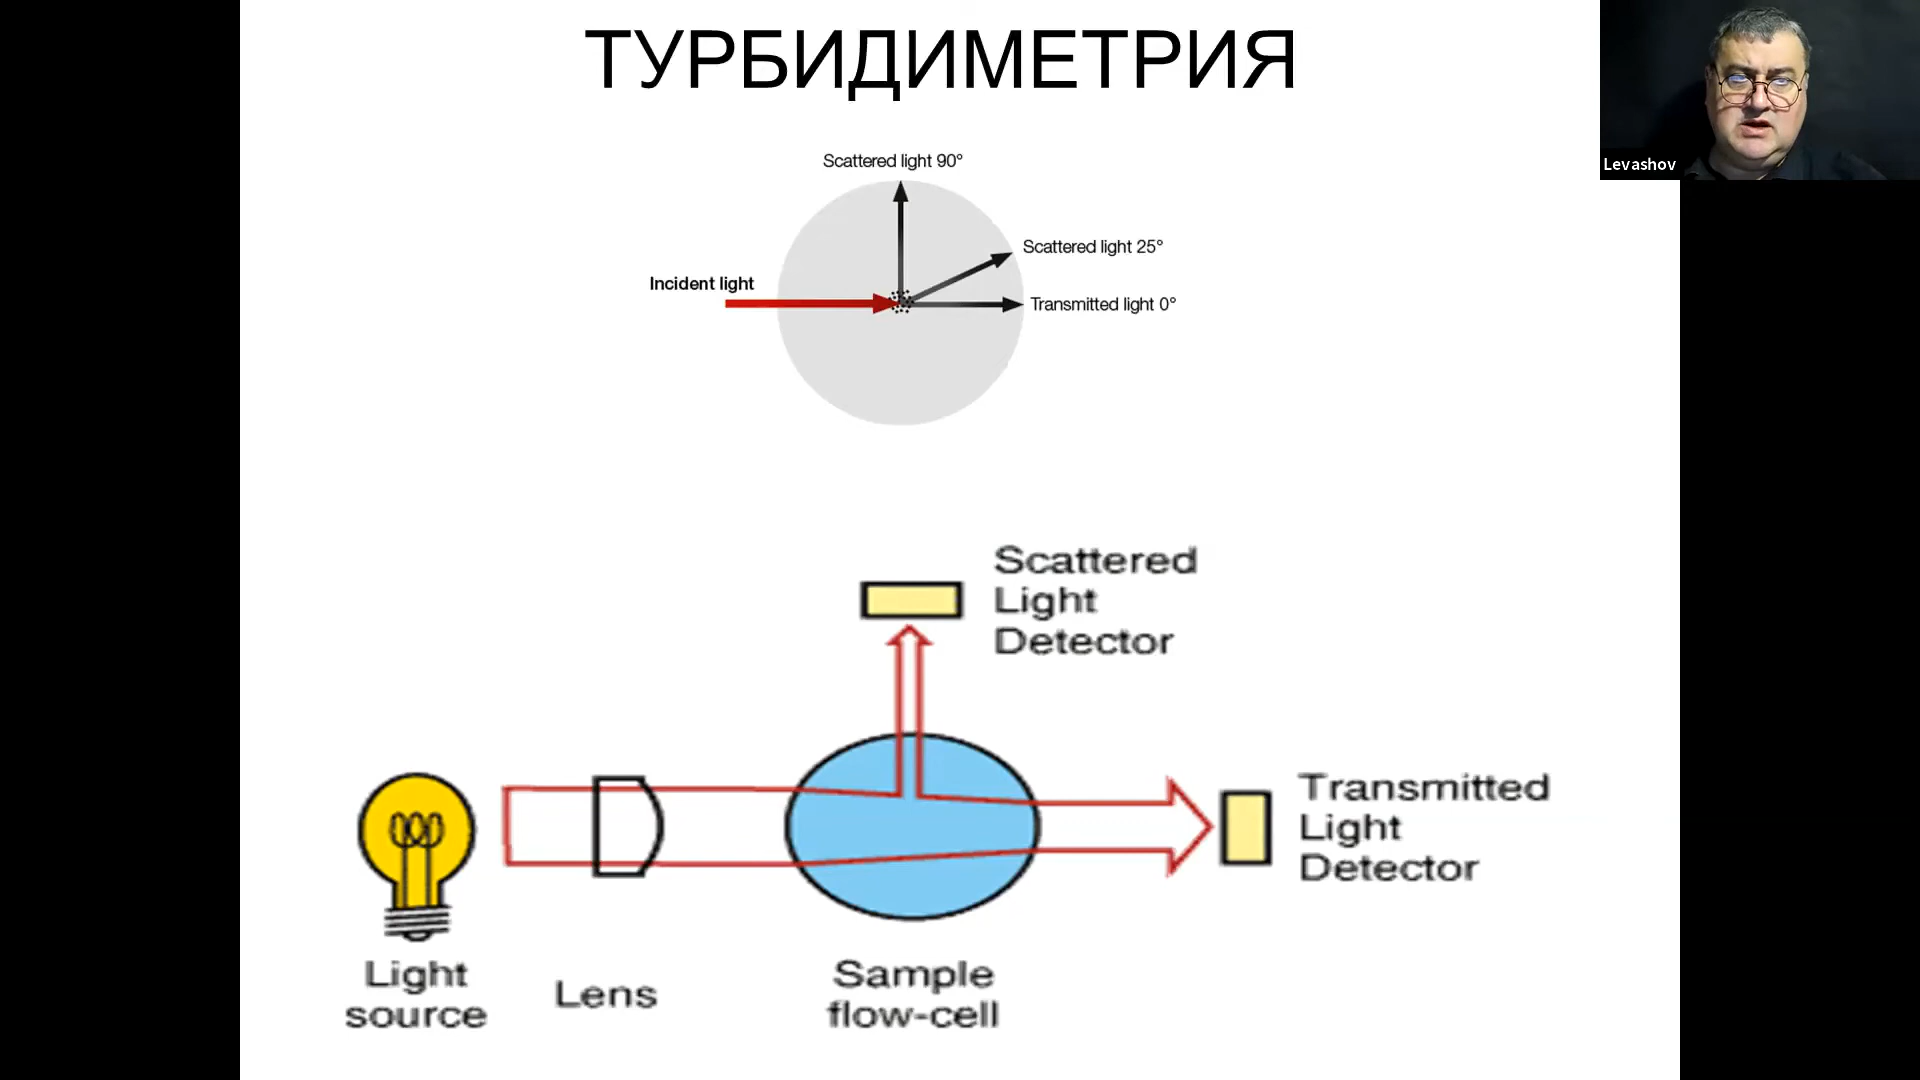 ТУРБИДИМЕТРИЯ
Levashov
Scattered light 90°
Scattered light 25°
Incident light
Transmitted light 0°
Scattered
Light
Detector
Transmitted
Light
Detector
Light
source
Lens
Sample
flow-cell